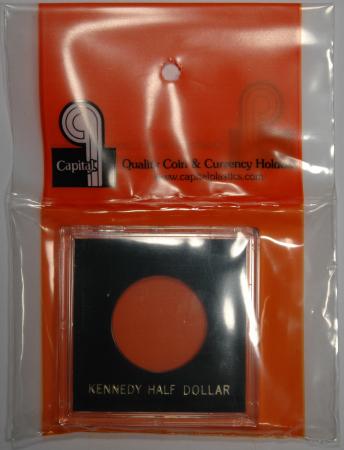 Capital
Quality Coin & Currency Holders
www.capitalplastics.com
KENNEDY HALF DOLLAR